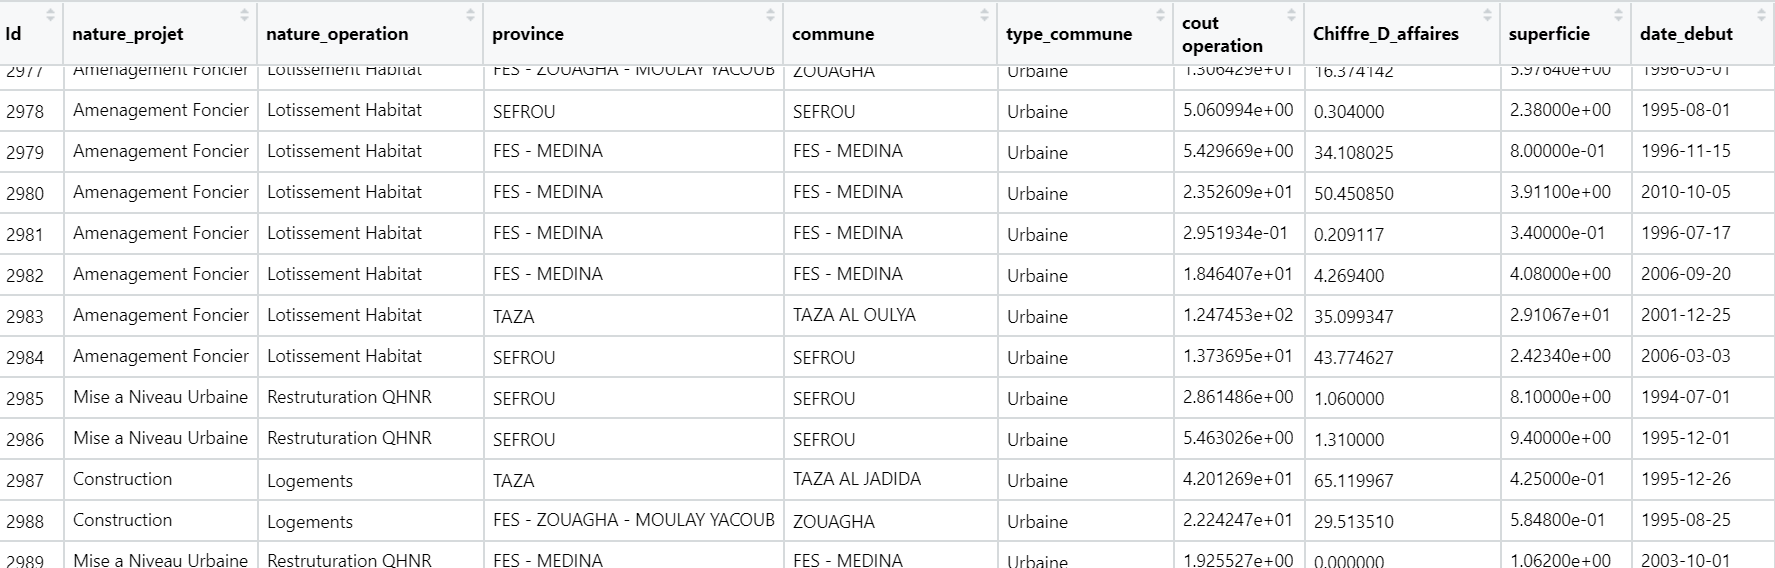 Id nature_projet nature_operation province commune type_commune cout operation Chiffre_D_affaires superficie date_debut
2977 Amenagement Foncier Lotissement Habitat FES - ZOUAGHA - MOULAY YACOUB ZOUAGHA Urbaine 1.306429e+01 16.374142 5.97640e+00 1996-05-01
2978 Amenagement Foncier Lotissement Habitat SEFROU SEFROU Urbaine 5.060994e+00 0.304000 2.38000e+00 1995-08-01
2979 Amenagement Foncier Lotissement Habitat FES - MEDINA FES - MEDINA Urbaine 5.429669e+00 34.108025 8.00000e-01 1996-11-15
2980 Amenagement Foncier Lotissement Habitat FES - MEDINA FES - MEDINA Urbaine 2.352609e+01 50.450850 3.91100e+00 2010-10-05
2981 Amenagement Foncier Lotissement Habitat FES - MEDINA FES - MEDINA Urbaine 2.951934e-01 0.209117 3.40000e-01 1996-07-17
2982 Amenagement Foncier Lotissement Habitat FES - MEDINA FES - MEDINA Urbaine 1.846407e+01 4.269400 4.08000e+00 2006-09-20
2983 Amenagement Foncier Lotissement Habitat TAZA TAZA AL OULYA Urbaine 1.247453e+02 35.099347 2.91067e+01 2001-12-25
2984 Amenagement Foncier Lotissement Habitat SEFROU SEFROU Urbaine 1.373695e+01 43.774627 2.42340e+00 2006-03-03
2985 Mise a Niveau Urbaine Restruturation QHNR SEFROU SEFROU Urbaine 2.861486e+00 1.060000 8.10000e+00 1994-07-01
2986 Mise a Niveau Urbaine Restruturation QHNR SEFROU SEFROU Urbaine 5.463026e+00 1.310000 9.40000e+00 1995-12-01
2987 Construction Logements TAZA TAZA AL JADIDA Urbaine 4.201269e+01 65.119967 4.25000e-01 1995-12-26
2988 Construction Logements FES - ZOUAGHA - MOULAY YACOUB ZOUAGHA Urbaine 2.224247e+01 29.513510 5.84800e-01 1995-08-25
2989 Mise a Niveau Urbaine Restruturation QHNR FES - MEDINA FES - MEDINA Urbaine 1.925527e+00 0.000000 1.06200e+00 2003-10-01